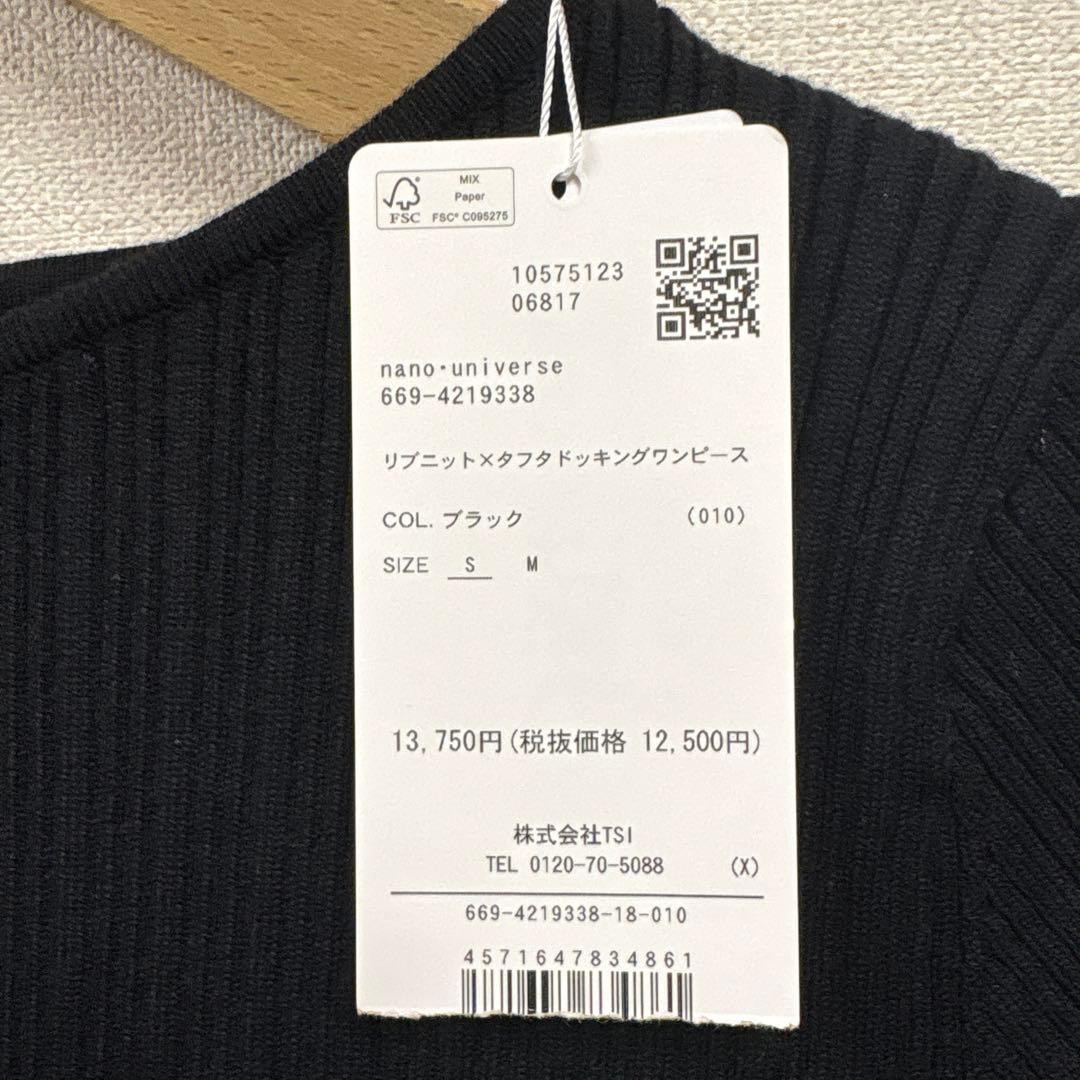 FSC
MIX
Paper
FSC® C095275
10575123
06817
nano・universe
669-4219338
リブニット×タフタドッキングワンピース
COL. ブラック (010)
SIZE S M
13,750円(税抜価格 12,500円)
株式会社TSI
TEL 0120-70-5088 (X)
669-4219338-18-010
4571647834861